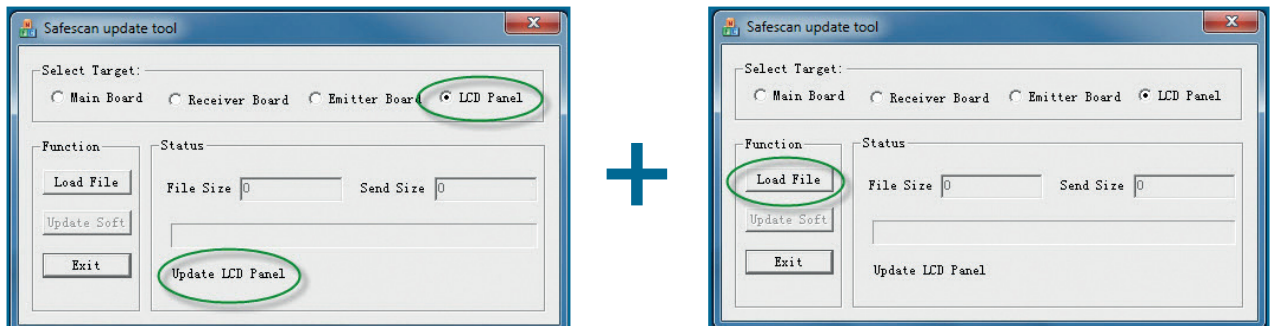 Safescan update tool
Select Target:
Main Board Receiver Board Emitter Board LCD Panel
Function
Load File
Update Soft
Exit
Status
File Size 0 Send Size 0
Update LCD Panel
+
Safescan update tool
Select Target:
Main Board Receiver Board Emitter Board LCD Panel
Function
Load File
Update Soft
Exit
Status
File Size 0 Send Size 0
Update LCD Panel